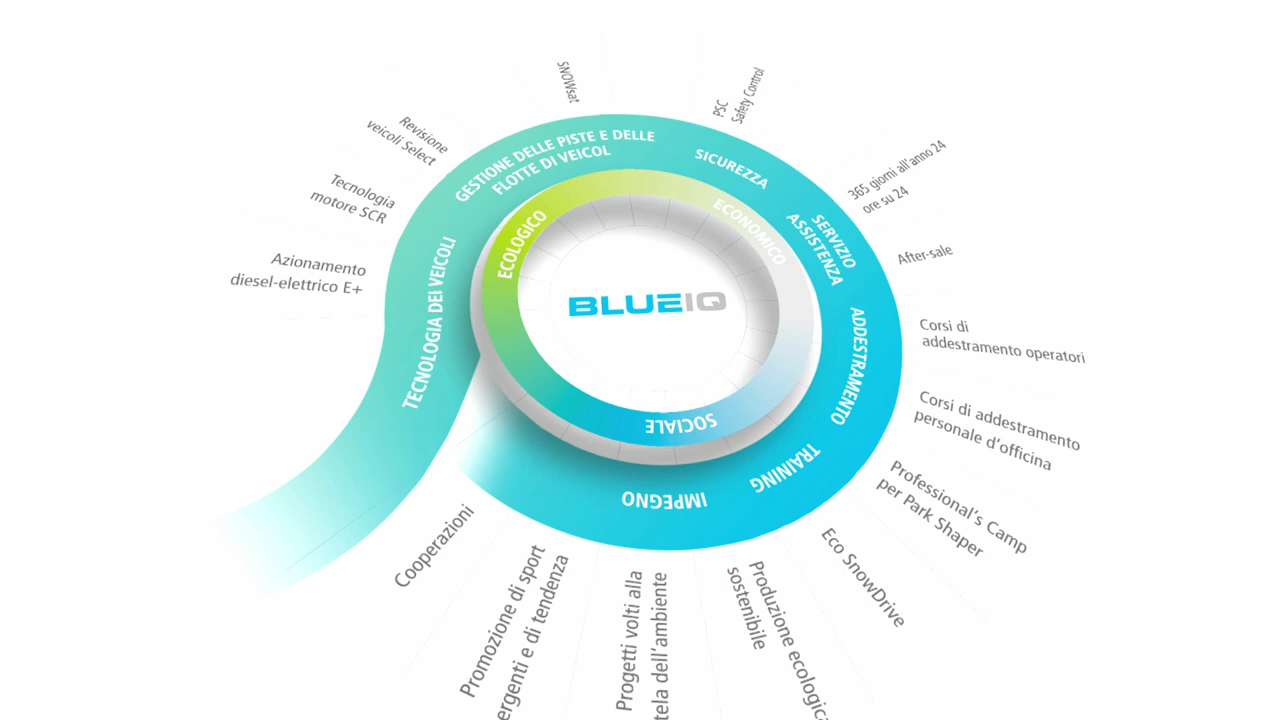 SNOWsat
PSC
Safety Control
Revisione
veicoli Select
Tecnologia
motore SCR
Azionamento
diesel-elettrico E+
GESTIONE DELLE PISTE E DELLE
FLOTTE DI VEICOL
SICUREZZA
365 giorni all'anno 24
ore su 24
SERVIZIO
ASSISTENZA
After-sale
TECNOLOGIA DEI VEICOLI
ECOLOGICO
ECONOMICO
SOCIALE
BLUEIQ
ADDESTRAMENTO
Corsi di
addestramento operatori
Corsi di addestramento
personale d'officina
TRAINING
IMPEGNO
Professional's Camp
per Park Shaper
Eco SnowDrive
Produzione ecologica
sostenibile
Progetti volti alla
tela dell'ambiente
Promozione di sport
ergenti e di tendenza
Cooperazioni